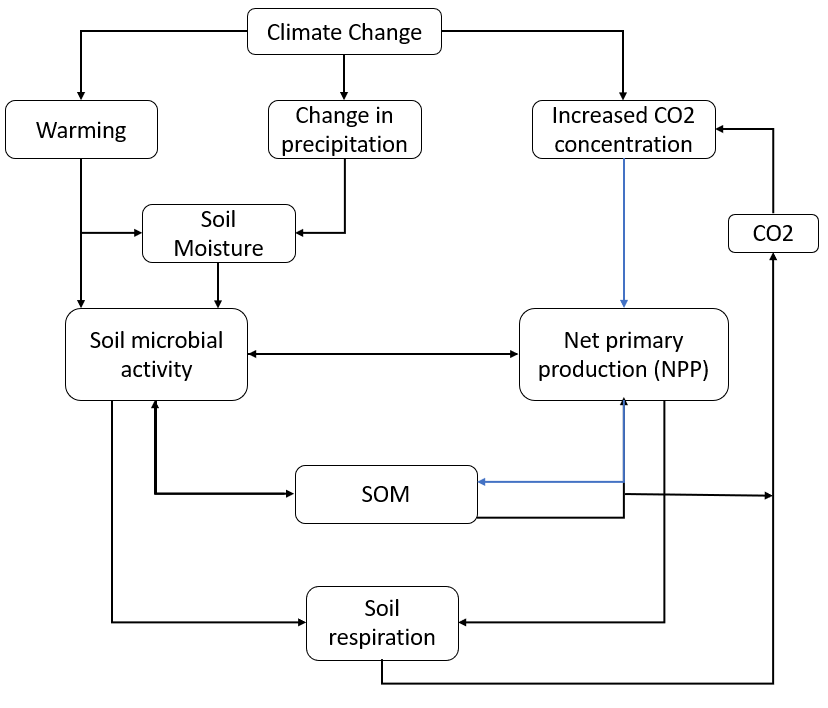 Climate Change
Warming
Change in
precipitation
Increased CO2
concentration
Soil
Moisture
CO2
Soil microbial
activity
Net primary
production (NPP)
SOM
Soil
respiration